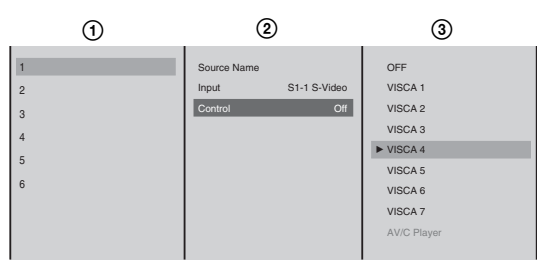 ① ② ③
1
2
3
4
5
6
Source Name
Input S1-1 S-Video
Control Off
OFF
VISCA 1
VISCA 2
VISCA 3
▶ VISCA 4
VISCA 5
VISCA 6
VISCA 7
AV/C Player